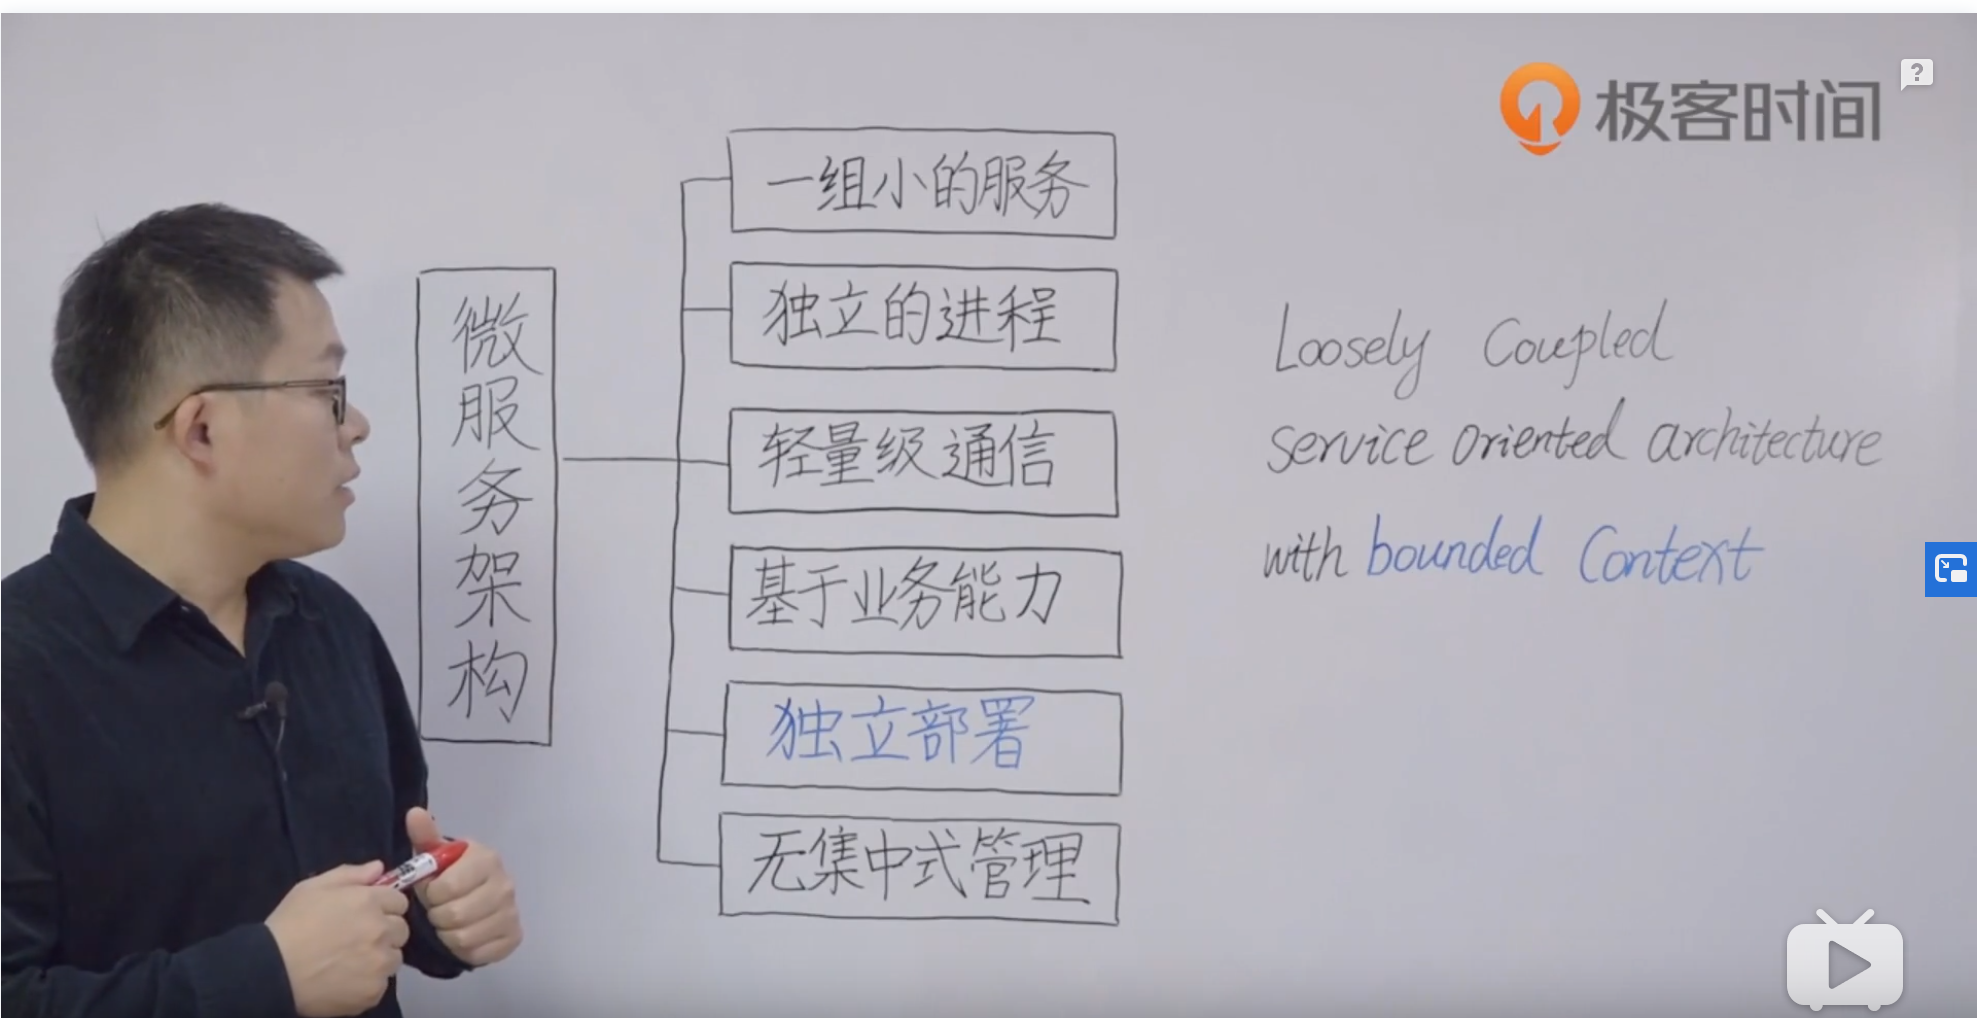 极客时间
?
微服务架构
一组小的服务
独立的进程
轻量级通信
基于业务能力
独立部署
无集中式管理
Loosely Coupled
service oriented architecture
with bounded Context